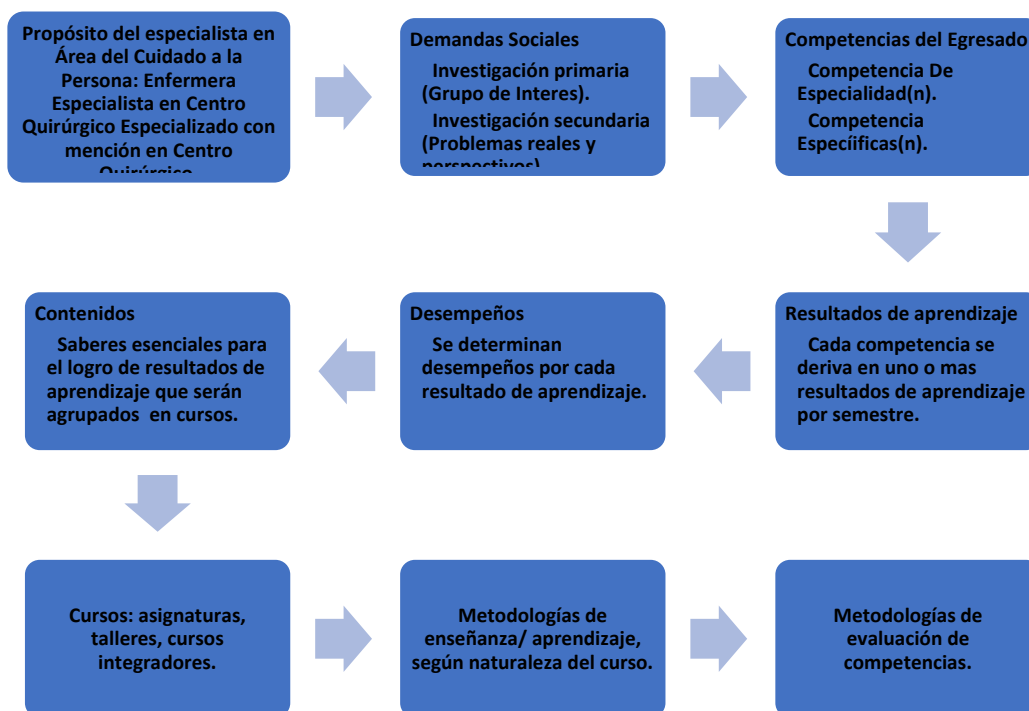 Propósito del especialista en
Área del Cuidado a la
Persona: Enfermera
Especialista en Centro
Quirúrgico Especializado con
mención en Centro
Quirúrgico
Demandas Sociales
Investigación primaria
(Grupo de Interes).
Investigación secundaria
(Problemas reales y
perspectivos)
Competencias del Egresado
Competencia De
Especialidad(n).
Competencia
Especíificas(n).
Resultados de aprendizaje
Cada competencia se
deriva en uno o mas
resultados de aprendizaje
por semestre.
Desempeños
Se determinan
desempeños por cada
resultado de aprendizaje.
Contenidos
Saberes esenciales para
el logro de resultados de
aprendizaje que serán
agrupados en cursos.
Cursos: asignaturas,
talleres, cursos
integradores.
Metodologías de
enseñanza/ aprendizaje,
según naturaleza del curso.
Metodologías de
evaluación de
competencias.